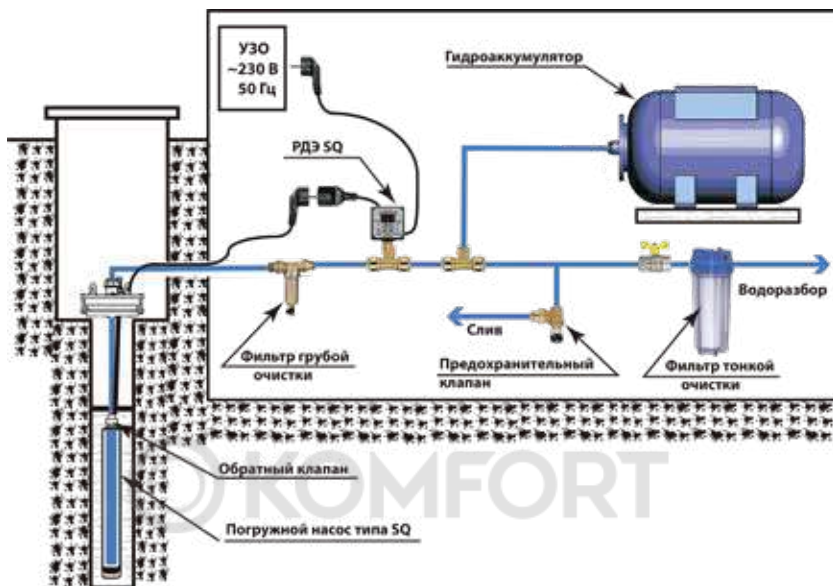 УЗО
~230 В
50 Гц
Гидроаккумулятор
РДЭ SQ
Водоразбор
Слив
Фильтр грубой
очистки
Предохранительный
клапан
Фильтр тонкой
очистки
Обратный клапан
KOMFORT
Погружной насос типа SQ